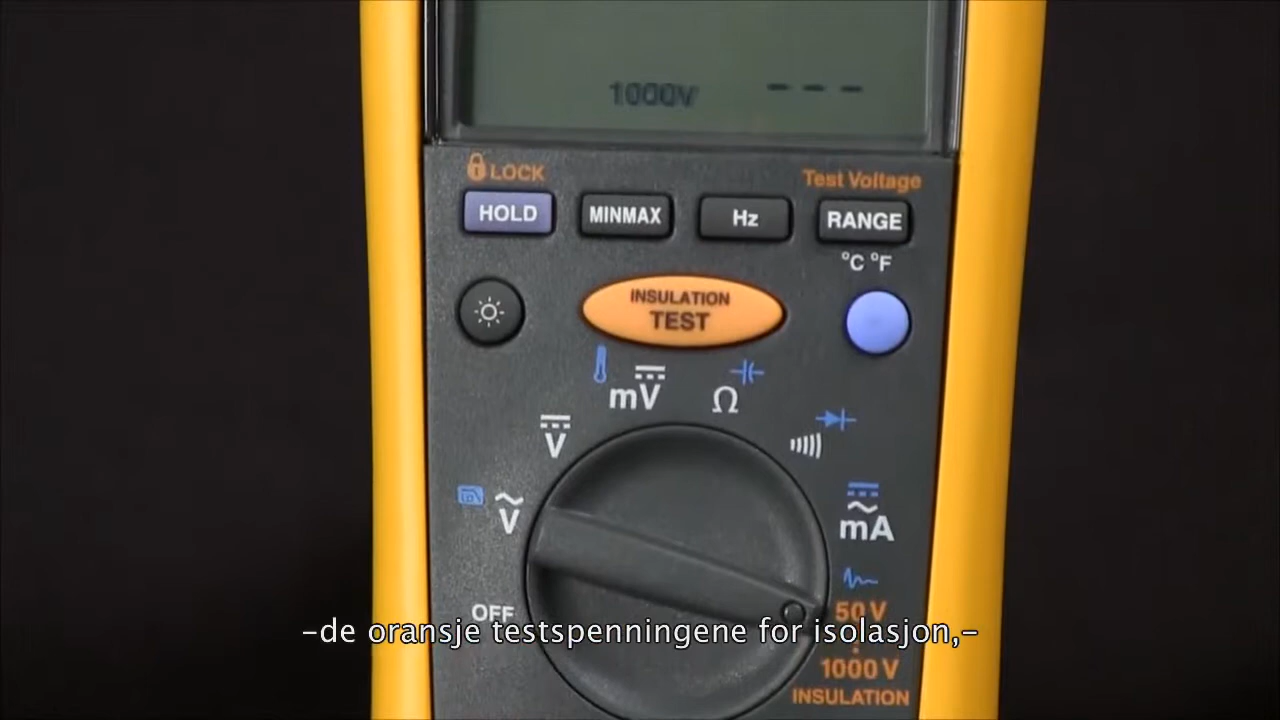 1000V - - -
LOCK
Test Voltage
HOLD
MINMAX
Hz
RANGE
°C °F
INSULATION
TEST
mV
Ω
V
V
mA
OFF
50 V
1000 V
INSULATION
–de oransje testspenningene for isolasjon,–